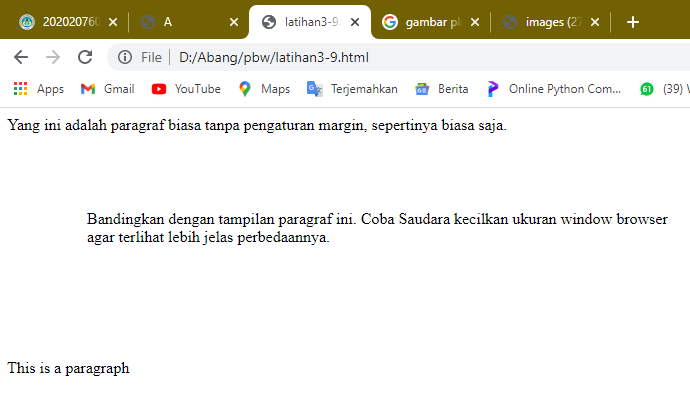 202020760
A
latihan3-9.
gambar pl
images (27
File
D:/Abang/pbw/latihan3-9.html
Apps
Gmail
YouTube
Maps
Terjemahkan
Berita
Online Python Com...
(39) W
Yang ini adalah paragraf biasa tanpa pengaturan margin, sepertinya biasa saja.
Bandingkan dengan tampilan paragraf ini. Coba Saudara kecilkan ukuran window browser
agar terlihat lebih jelas perbedaannya.
This is a paragraph